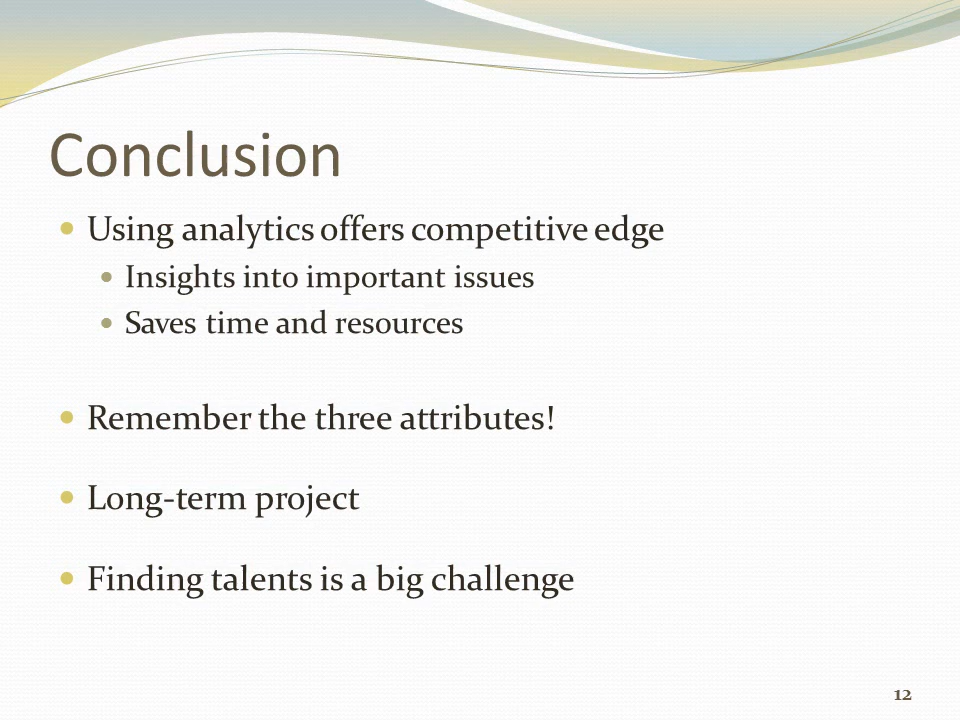 Conclusion
Using analytics offers competitive edge
Insights into important issues
Saves time and resources
Remember the three attributes!
Long-term project
Finding talents is a big challenge
12